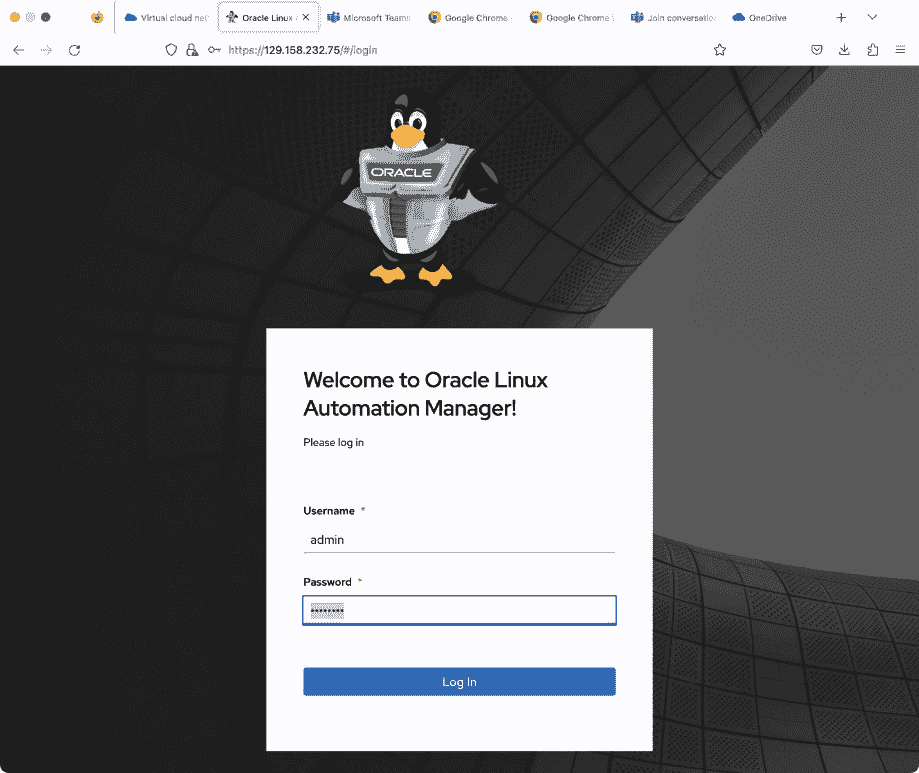 Virtual cloud net
Oracle Linux
Microsoft Teams
Google Chrome
Google Chrome
Join conversation
OneDrive
https://129.158.232.75/#/login
ORACLE
Welcome to Oracle Linux
Automation Manager!
Please log in
Username *
admin
Password *
••••••••
Log In